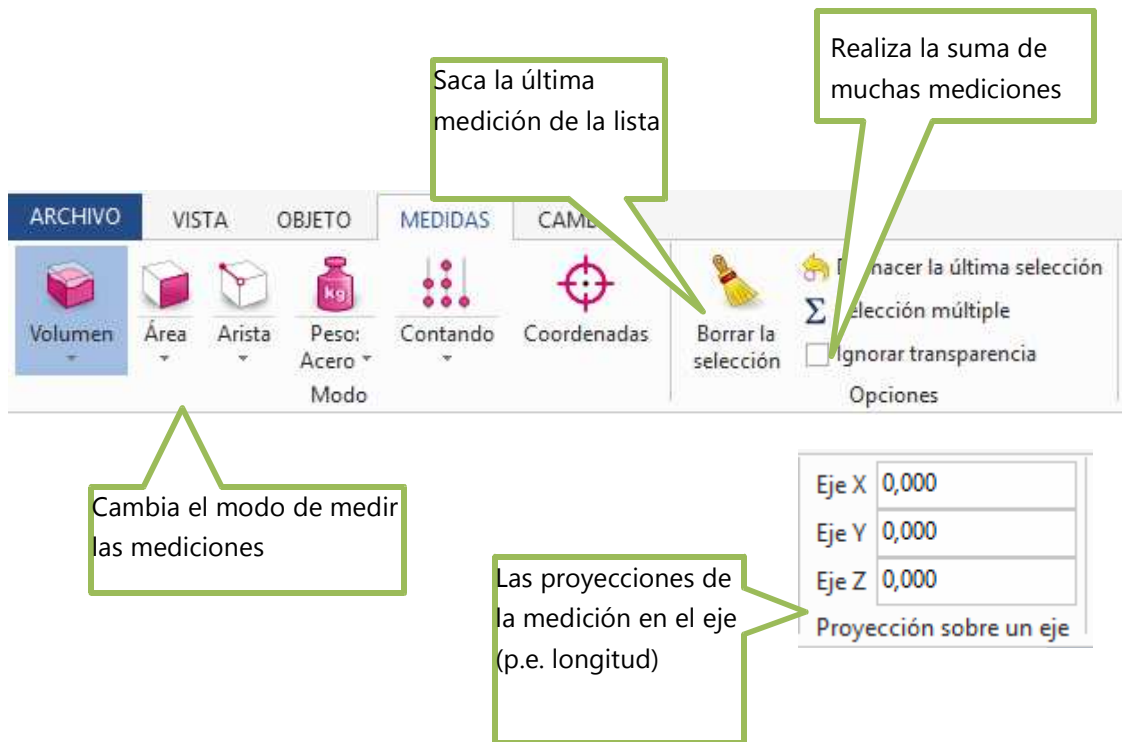 Realiza la suma de
muchas mediciones
Saca la última
medición de la lista
ARCHIVO VISTA OBJETO MEDIDAS
Volumen
Área
Arista
Peso:
Acero
Contando
Coordenadas
Modo
Borrar la
selección
la última selección
múltiple
Ignorar transparencia
Opciones
Cambia el modo de medir
las mediciones
Eje X 0,000
Eje Y 0,000
Eje Z 0,000
Proyección sobre un eje
Las proyecciones de
la medición en el eje
(p.e. longitud)
kg